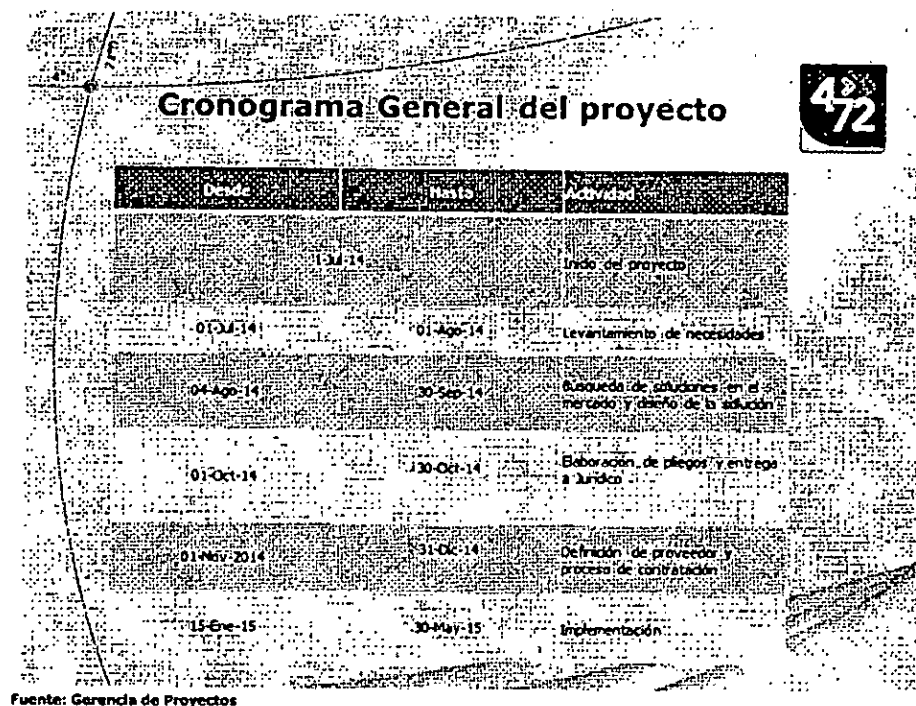 Cronograma General del proyecto
4 72
Desde Hasta Actividad
1-Jul-14 Inicio del proyecto
01-Jul-14 01-Ago-14 Levantamiento de necesidades
04-Ago-14 30-Sep-14 Búsqueda de soluciones en el
mercado y diseño de la solución
01-Oct-14 30-Oct-14 Elaboración de pliegos y entrega
a Jurídico
01-Nov-2014 31-Dic-14 Definición de proveedor y
proceso de contratación
15-Ene-15 30-May-15 Implementación
Fuente: Gerencia de Proyectos